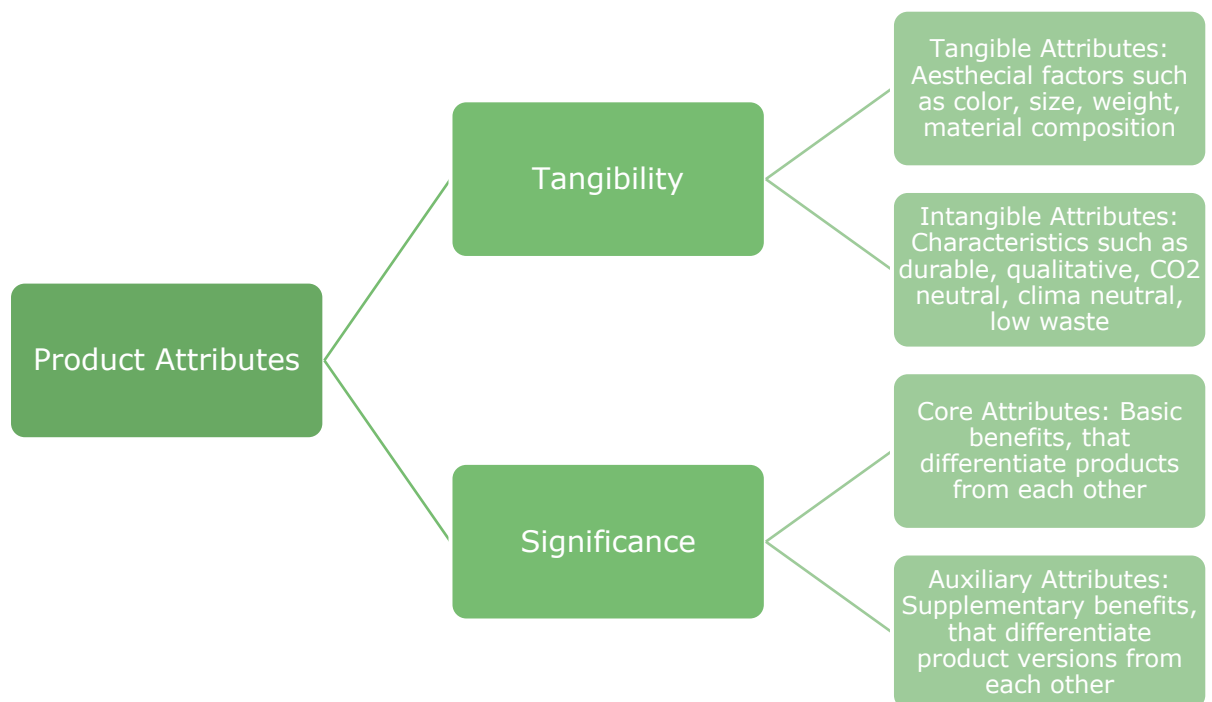 Product Attributes
Tangibility
Significance
Tangible Attributes:
Aesthecial factors such
as color, size, weight,
material composition
Intangible Attributes:
Characteristics such as
durable, qualitative, CO2
neutral, clima neutral,
low waste
Core Attributes: Basic
benefits, that
differentiate products
from each other
Auxiliary Attributes:
Supplementary benefits,
that differentiate
product versions from
each other